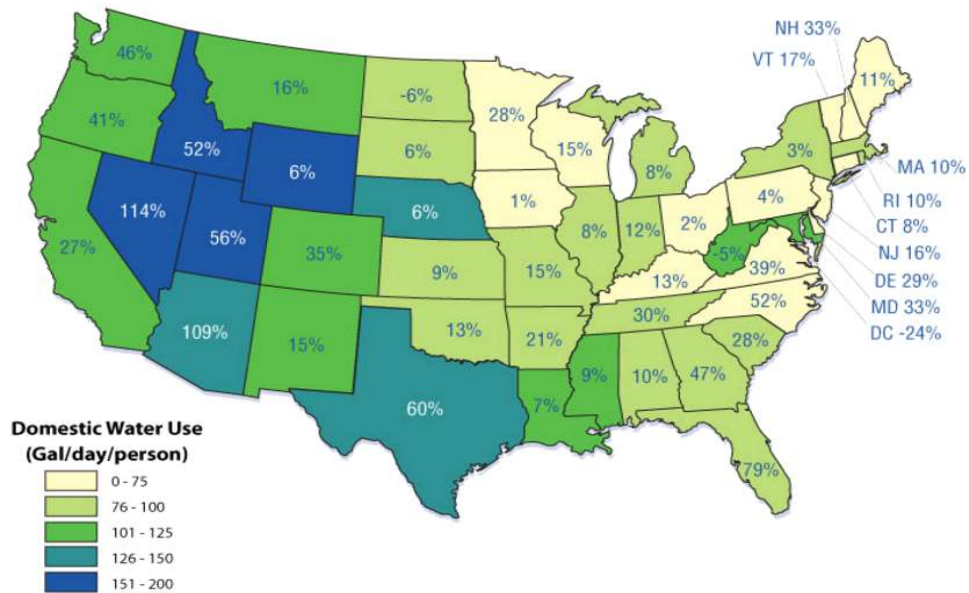 NH 33%
VT 17%
11%
46%
16%
-6%
28%
41%
52%
6%
6%
15%
8%
3%
MA 10%
RI 10%
CT 8%
NJ 16%
DE 29%
MD 33%
DC -24%
114%
56%
27%
35%
6%
1%
8%
12%
2%
4%
-5%
39%
9%
15%
13%
52%
109%
15%
13%
21%
30%
28%
60%
7%
9%
10%
47%
79%
Domestic Water Use
(Gal/day/person)
0 - 75
76 - 100
101 - 125
126 - 150
151 - 200